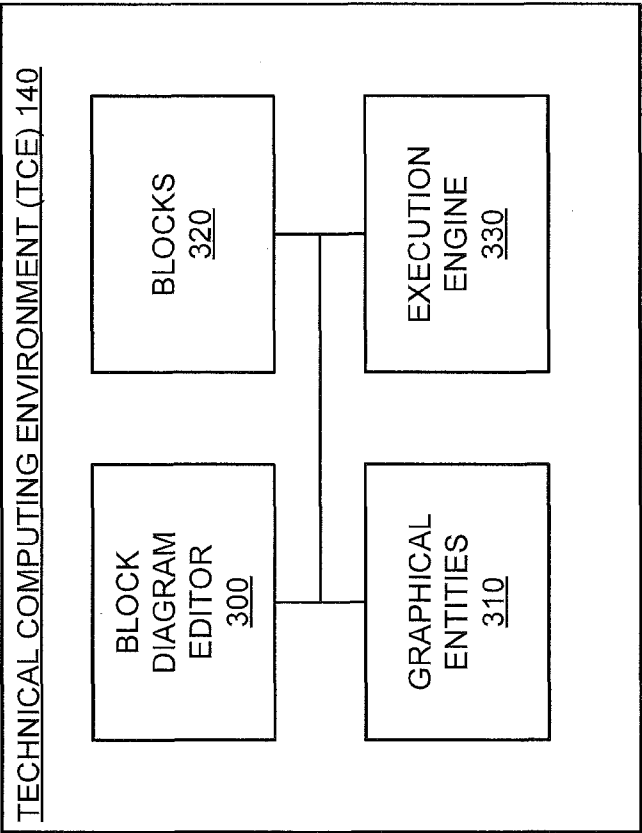 TECHNICAL COMPUTING ENVIRONMENT (TCE) 140
BLOCK
DIAGRAM
EDITOR
300
BLOCKS
320
GRAPHICAL
ENTITIES
310
EXECUTION
ENGINE
330